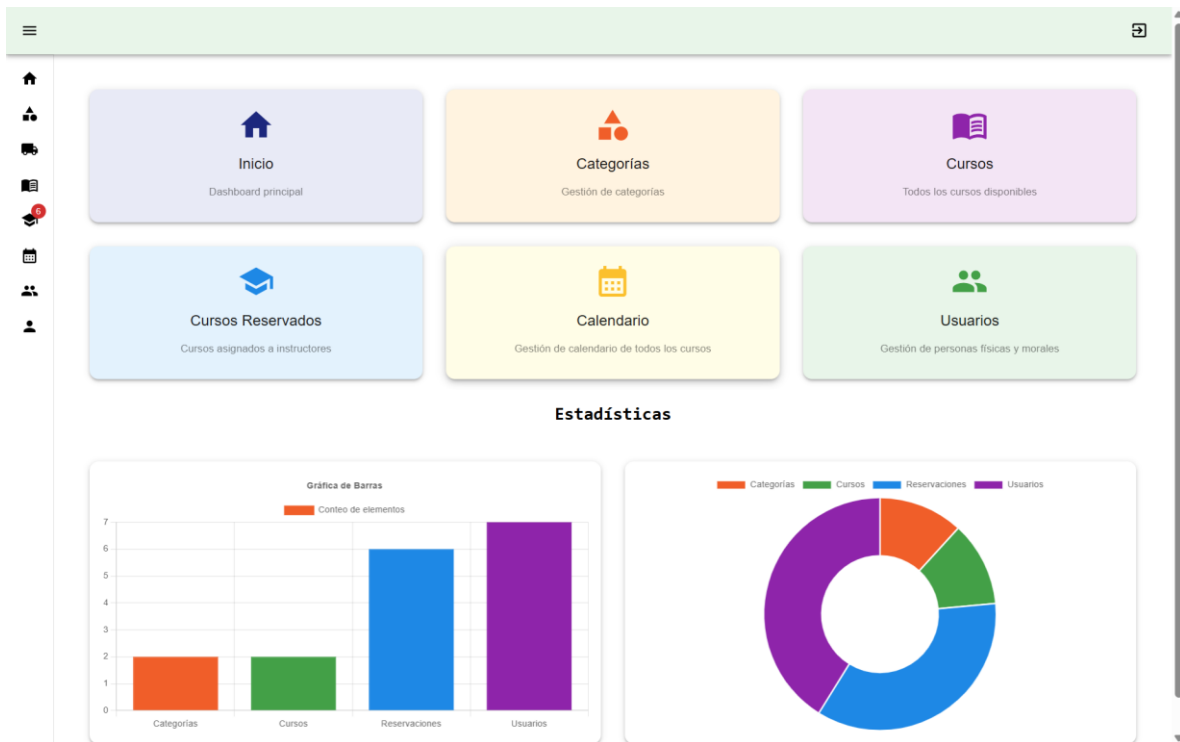 6
Inicio
Dashboard principal
Categorías
Gestión de categorías
Cursos
Todos los cursos disponibles
Cursos Reservados
Cursos asignados a instructores
Calendario
Gestión de calendario de todos los cursos
Usuarios
Gestión de personas físicas y morales
Estadísticas
Gráfica de Barras
Conteo de elementos
7
6
5
4
3
2
1
0
Categorías Cursos Reservaciones Usuarios
Categorías Cursos Reservaciones Usuarios